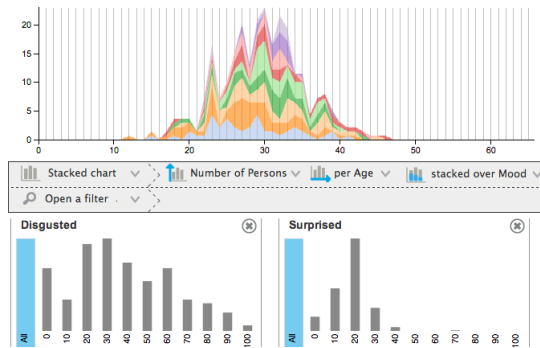 20
15
10
5
0
0 10 20 30 40 50 60
Stacked chart Number of Persons per Age stacked over Mood
Open a filter .
Disgusted Surprised
All 0 10 20 30 40 50 60 70 80 90 100 All 0 10 20 30 40 50 60 70 80 90 100